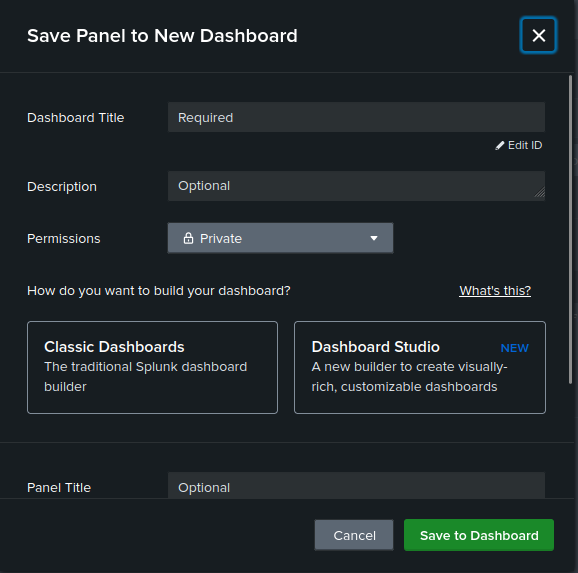 Save Panel to New Dashboard
Dashboard Title
Required
Edit ID
Description
Optional
Permissions
Private
How do you want to build your dashboard?
What's this?
Classic Dashboards
The traditional Splunk dashboard
builder
Dashboard Studio
NEW
A new builder to create visually-
rich, customizable dashboards
Panel Title
Optional
Cancel
Save to Dashboard